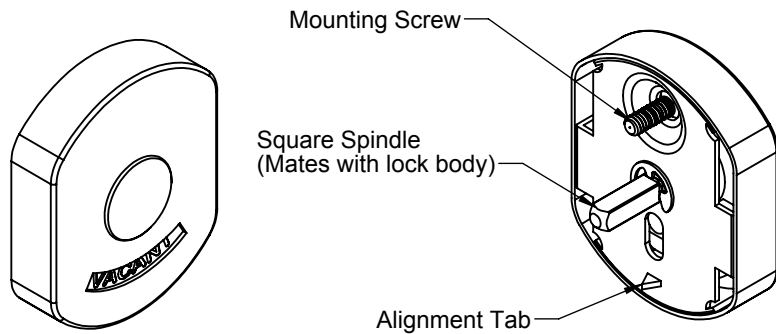 Mounting Screw
Square Spindle
(Mates with lock body)
VACANT
Alignment Tab